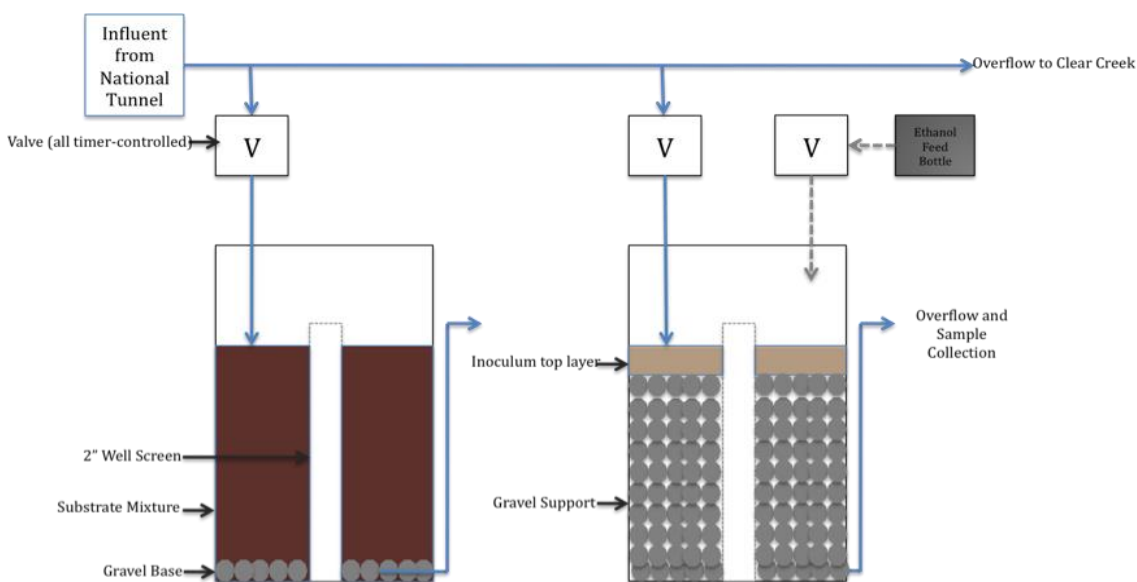 Influent
from
National
Tunnel
Overflow to Clear Creek
Valve (all timer-controlled)
V
V
V
Ethanol
Feed
Bottle
Overflow and
Sample
Collection
Inoculum top layer
2” Well Screen
Substrate Mixture
Gravel Support
Gravel Base